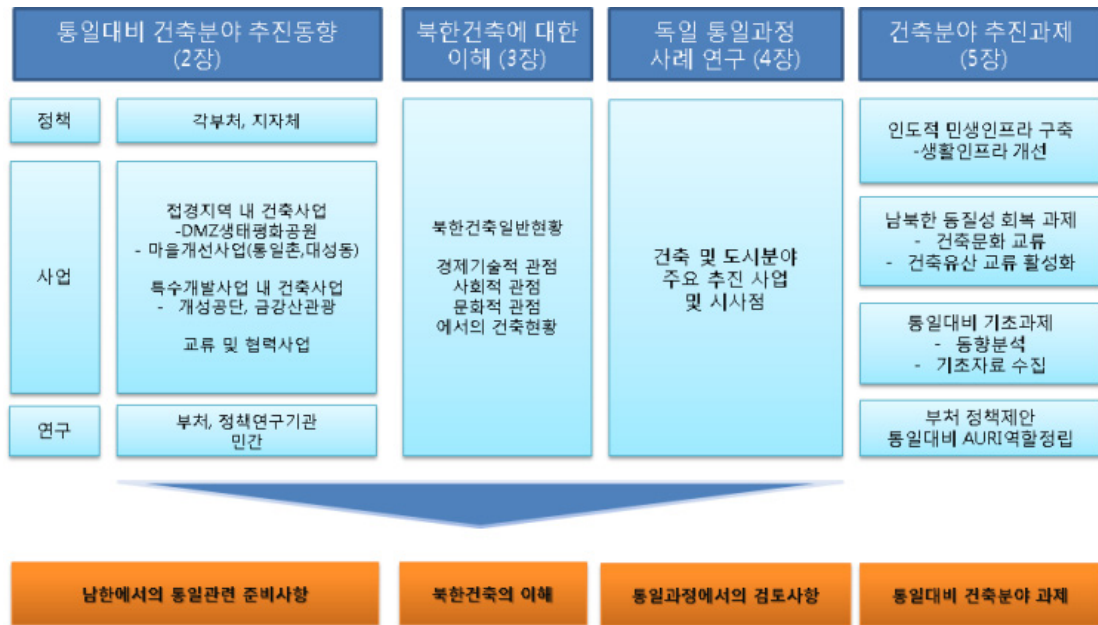 통일대비 건축분야 추진동향
(2장)
북한건축에 대한
이해 (3장)
독일 통일과정
사례 연구 (4장)
건축분야 추진과제
(5장)
정책
각부처, 지자체
사업
접경지역 내 건축사업
-DMZ생태평화공원
- 마을개선사업(통일촌,대성동)
특수개발사업 내 건축사업
- 개성공단, 금강산관광
교류 및 협력사업
연구
부처, 정책연구기관
민간
북한건축일반현황
경제기술적 관점
사회적 관점
문화적 관점
에서의 건축현황
건축 및 도시분야
주요 추진 사업
및 시사점
인도적 민생인프라 구축
-생활인프라 개선
남북한 동질성 회복 과제
- 건축문화 교류
- 건축유산 교류 활성화
통일대비 기초과제
- 동향분석
- 기초자료 수집
부처 정책제안
통일대비 AURI역할정립
남한에서의 통일관련 준비사항
북한건축의 이해
통일과정에서의 검토사항
통일대비 건축분야 과제